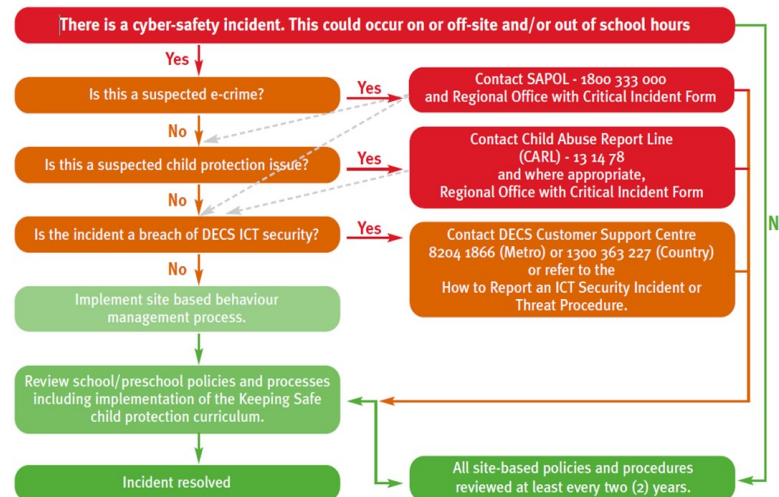 There is a cyber-safety incident. This could occur on or off-site and/or out of school hours
Yes
Is this a suspected e-crime?
Yes
Contact SAPOL - 1800 333 000
and Regional Office with Critical Incident Form
No
Is this a suspected child protection issue?
Yes
Contact Child Abuse Report Line
(CARL) - 13 14 78
and where appropriate,
Regional Office with Critical Incident Form
No
N
Is the incident a breach of DECS ICT security?
Yes
Contact DECS Customer Support Centre
8204 1866 (Metro) or 1300 363 227 (Country)
or refer to the
How to Report an ICT Security Incident or
Threat Procedure.
No
Implement site based behaviour
management process.
Review school/preschool policies and processes
including implementation of the Keeping Safe
child protection curriculum.
Incident resolved
All site-based policies and procedures
reviewed at least every two (2) years.